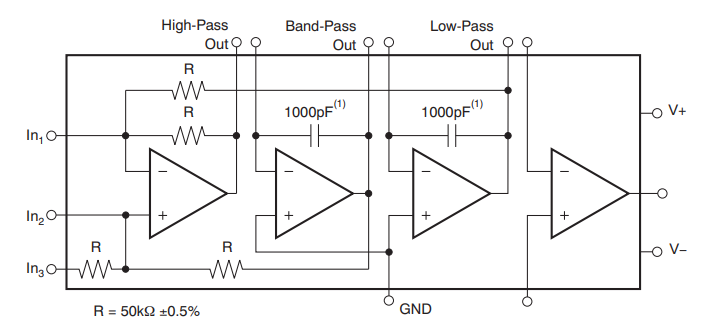 High-Pass
Out
Band-Pass
Out
Low-Pass
Out
R
R
1000pF(1)
1000pF(1)
In1
V+
−
−
−
−
+
+
+
+
In2
R
R
In3
V−
GND
R = 50kΩ ±0.5%